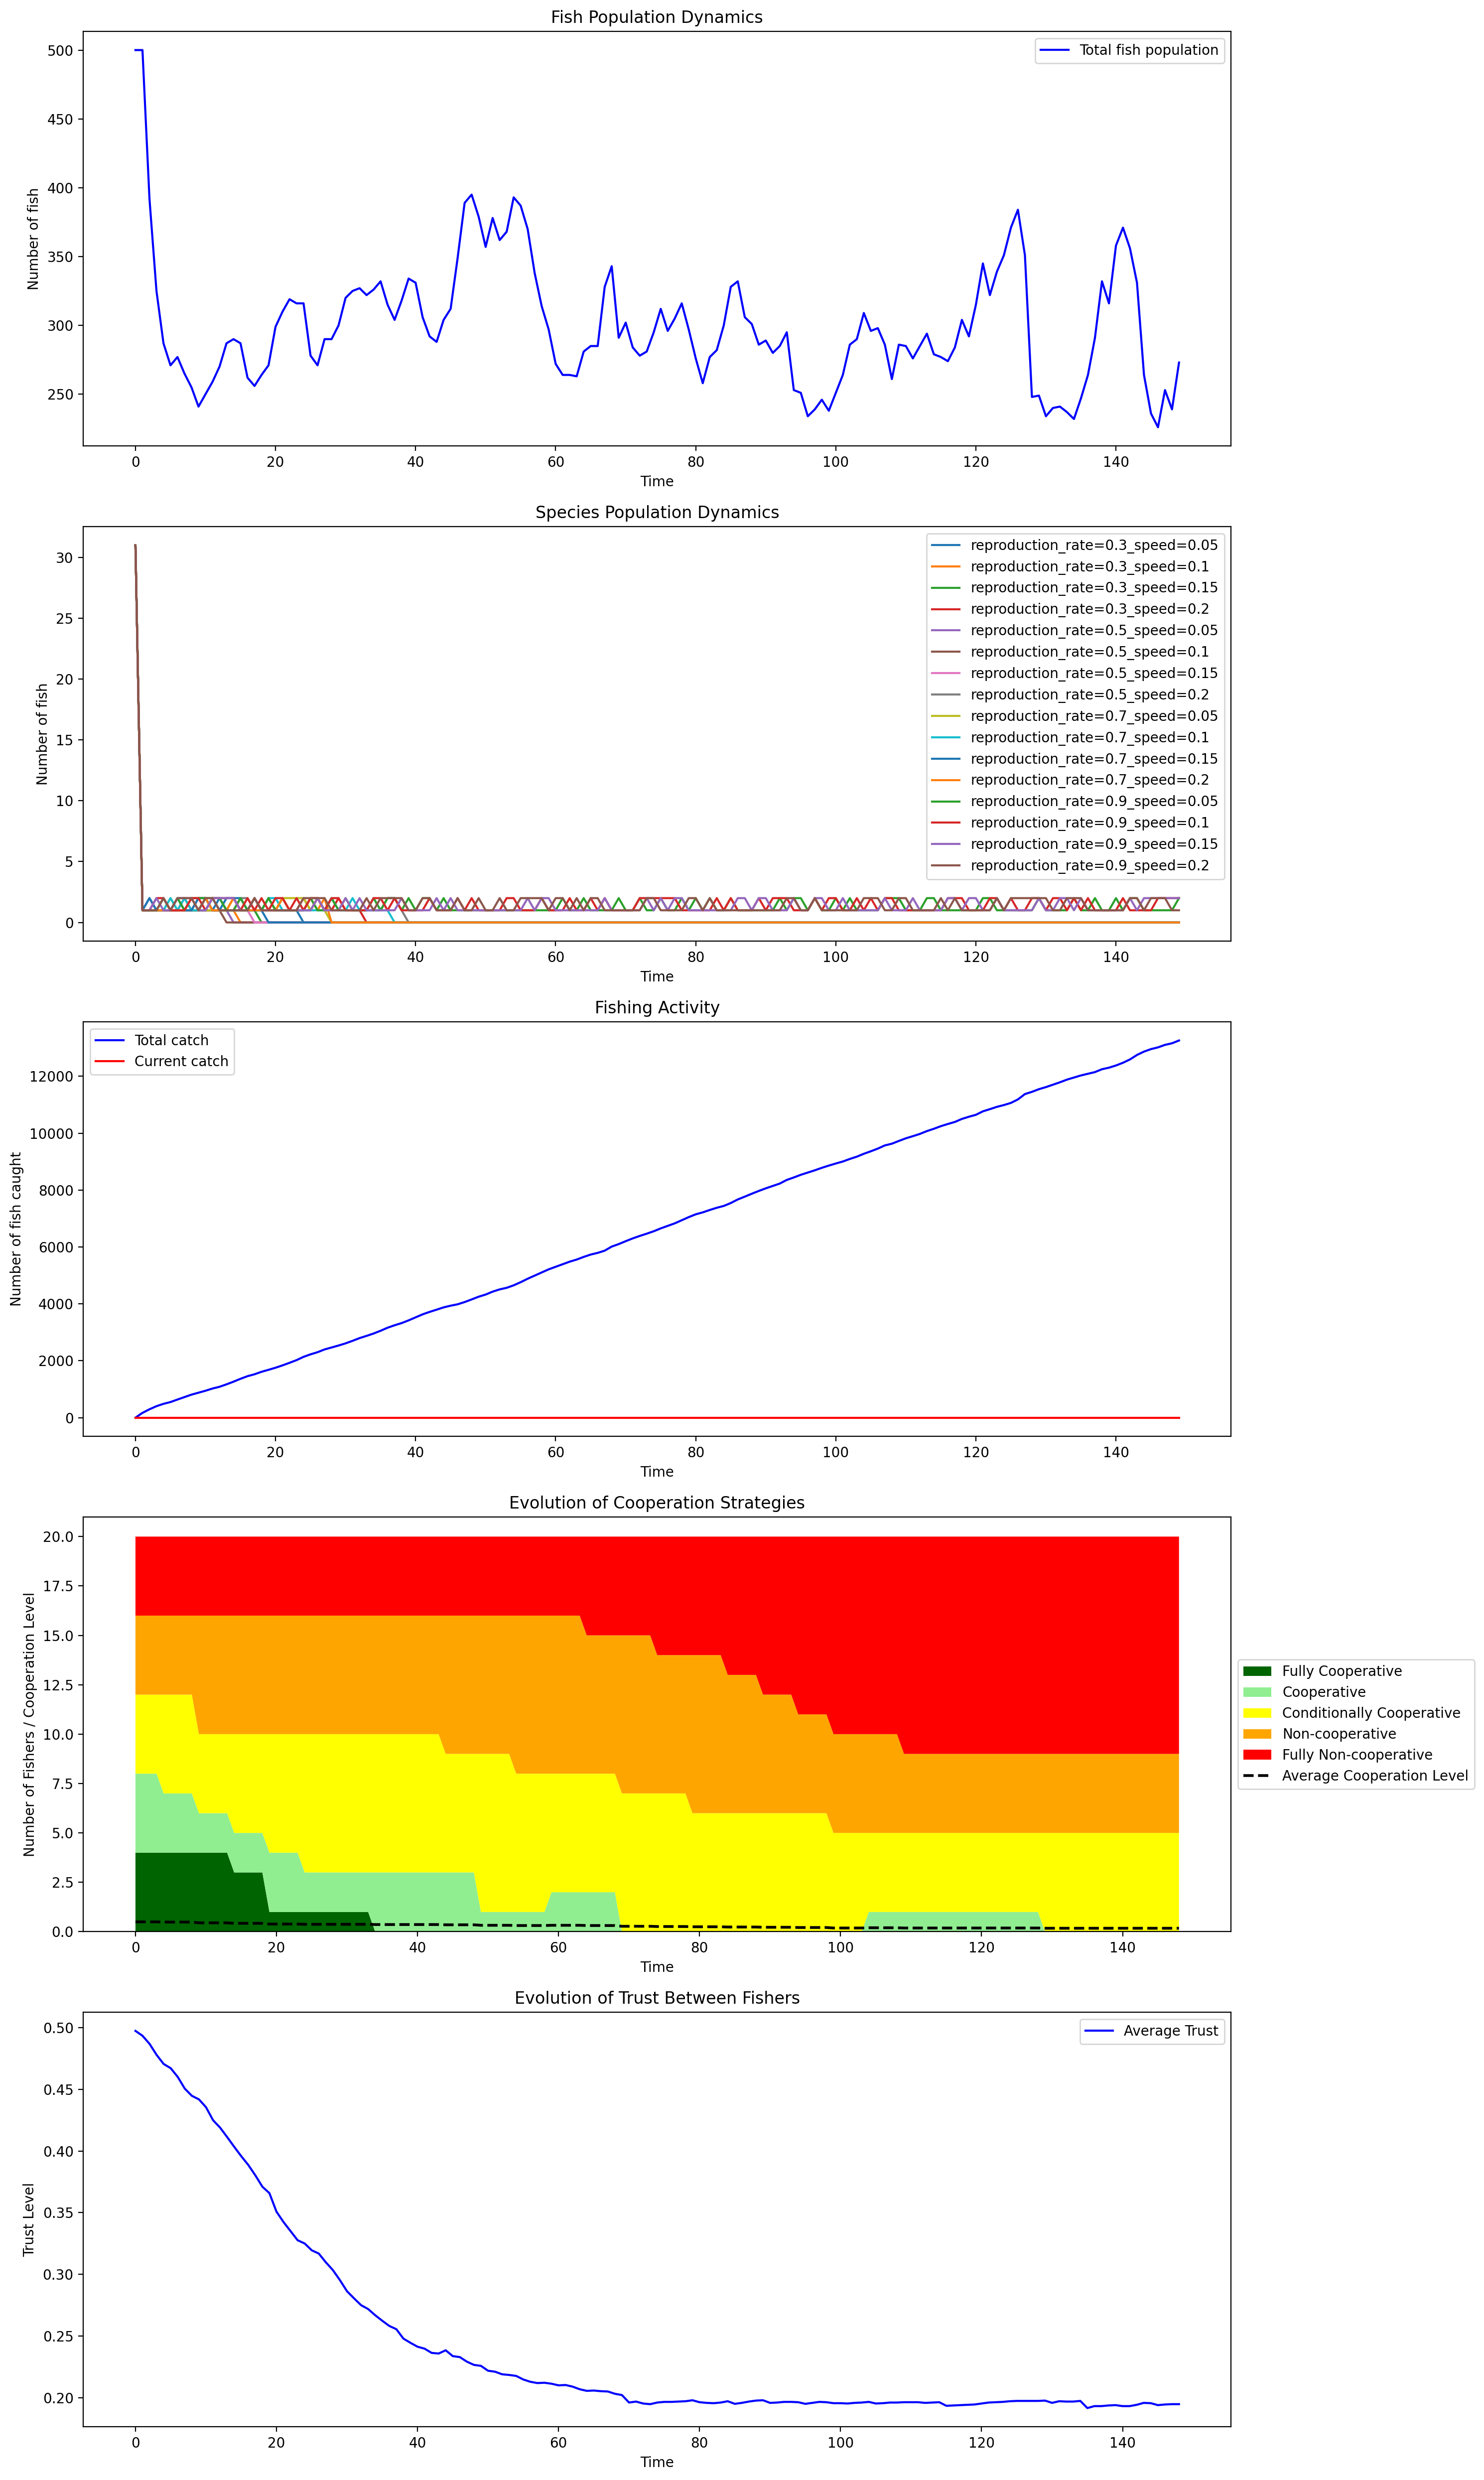 Fish Population Dynamics
Total fish population
500
450
400
350
300
250
Number of fish
0 20 40 60 80 100 120 140
Time
Species Population Dynamics
reproduction_rate=0.3_speed=0.05
reproduction_rate=0.3_speed=0.1
reproduction_rate=0.3_speed=0.15
reproduction_rate=0.3_speed=0.2
reproduction_rate=0.5_speed=0.05
reproduction_rate=0.5_speed=0.1
reproduction_rate=0.5_speed=0.15
reproduction_rate=0.5_speed=0.2
reproduction_rate=0.7_speed=0.05
reproduction_rate=0.7_speed=0.1
reproduction_rate=0.7_speed=0.15
reproduction_rate=0.7_speed=0.2
reproduction_rate=0.9_speed=0.05
reproduction_rate=0.9_speed=0.1
reproduction_rate=0.9_speed=0.15
reproduction_rate=0.9_speed=0.2
30
25
20
15
10
5
0
Number of fish
0 20 40 60 80 100 120 140
Time
Fishing Activity
Total catch
Current catch
12000
10000
8000
6000
4000
2000
0
Number of fish caught
0 20 40 60 80 100 120 140
Time
Evolution of Cooperation Strategies
20.0
17.5
15.0
12.5
10.0
7.5
5.0
2.5
0.0
Number of Fishers / Cooperation Level
Fully Cooperative
Cooperative
Conditionally Cooperative
Non-cooperative
Fully Non-cooperative
Average Cooperation Level
0 20 40 60 80 100 120 140
Time
Evolution of Trust Between Fishers
Average Trust
0.50
0.45
0.40
0.35
0.30
0.25
0.20
Trust Level
0 20 40 60 80 100 120 140
Time